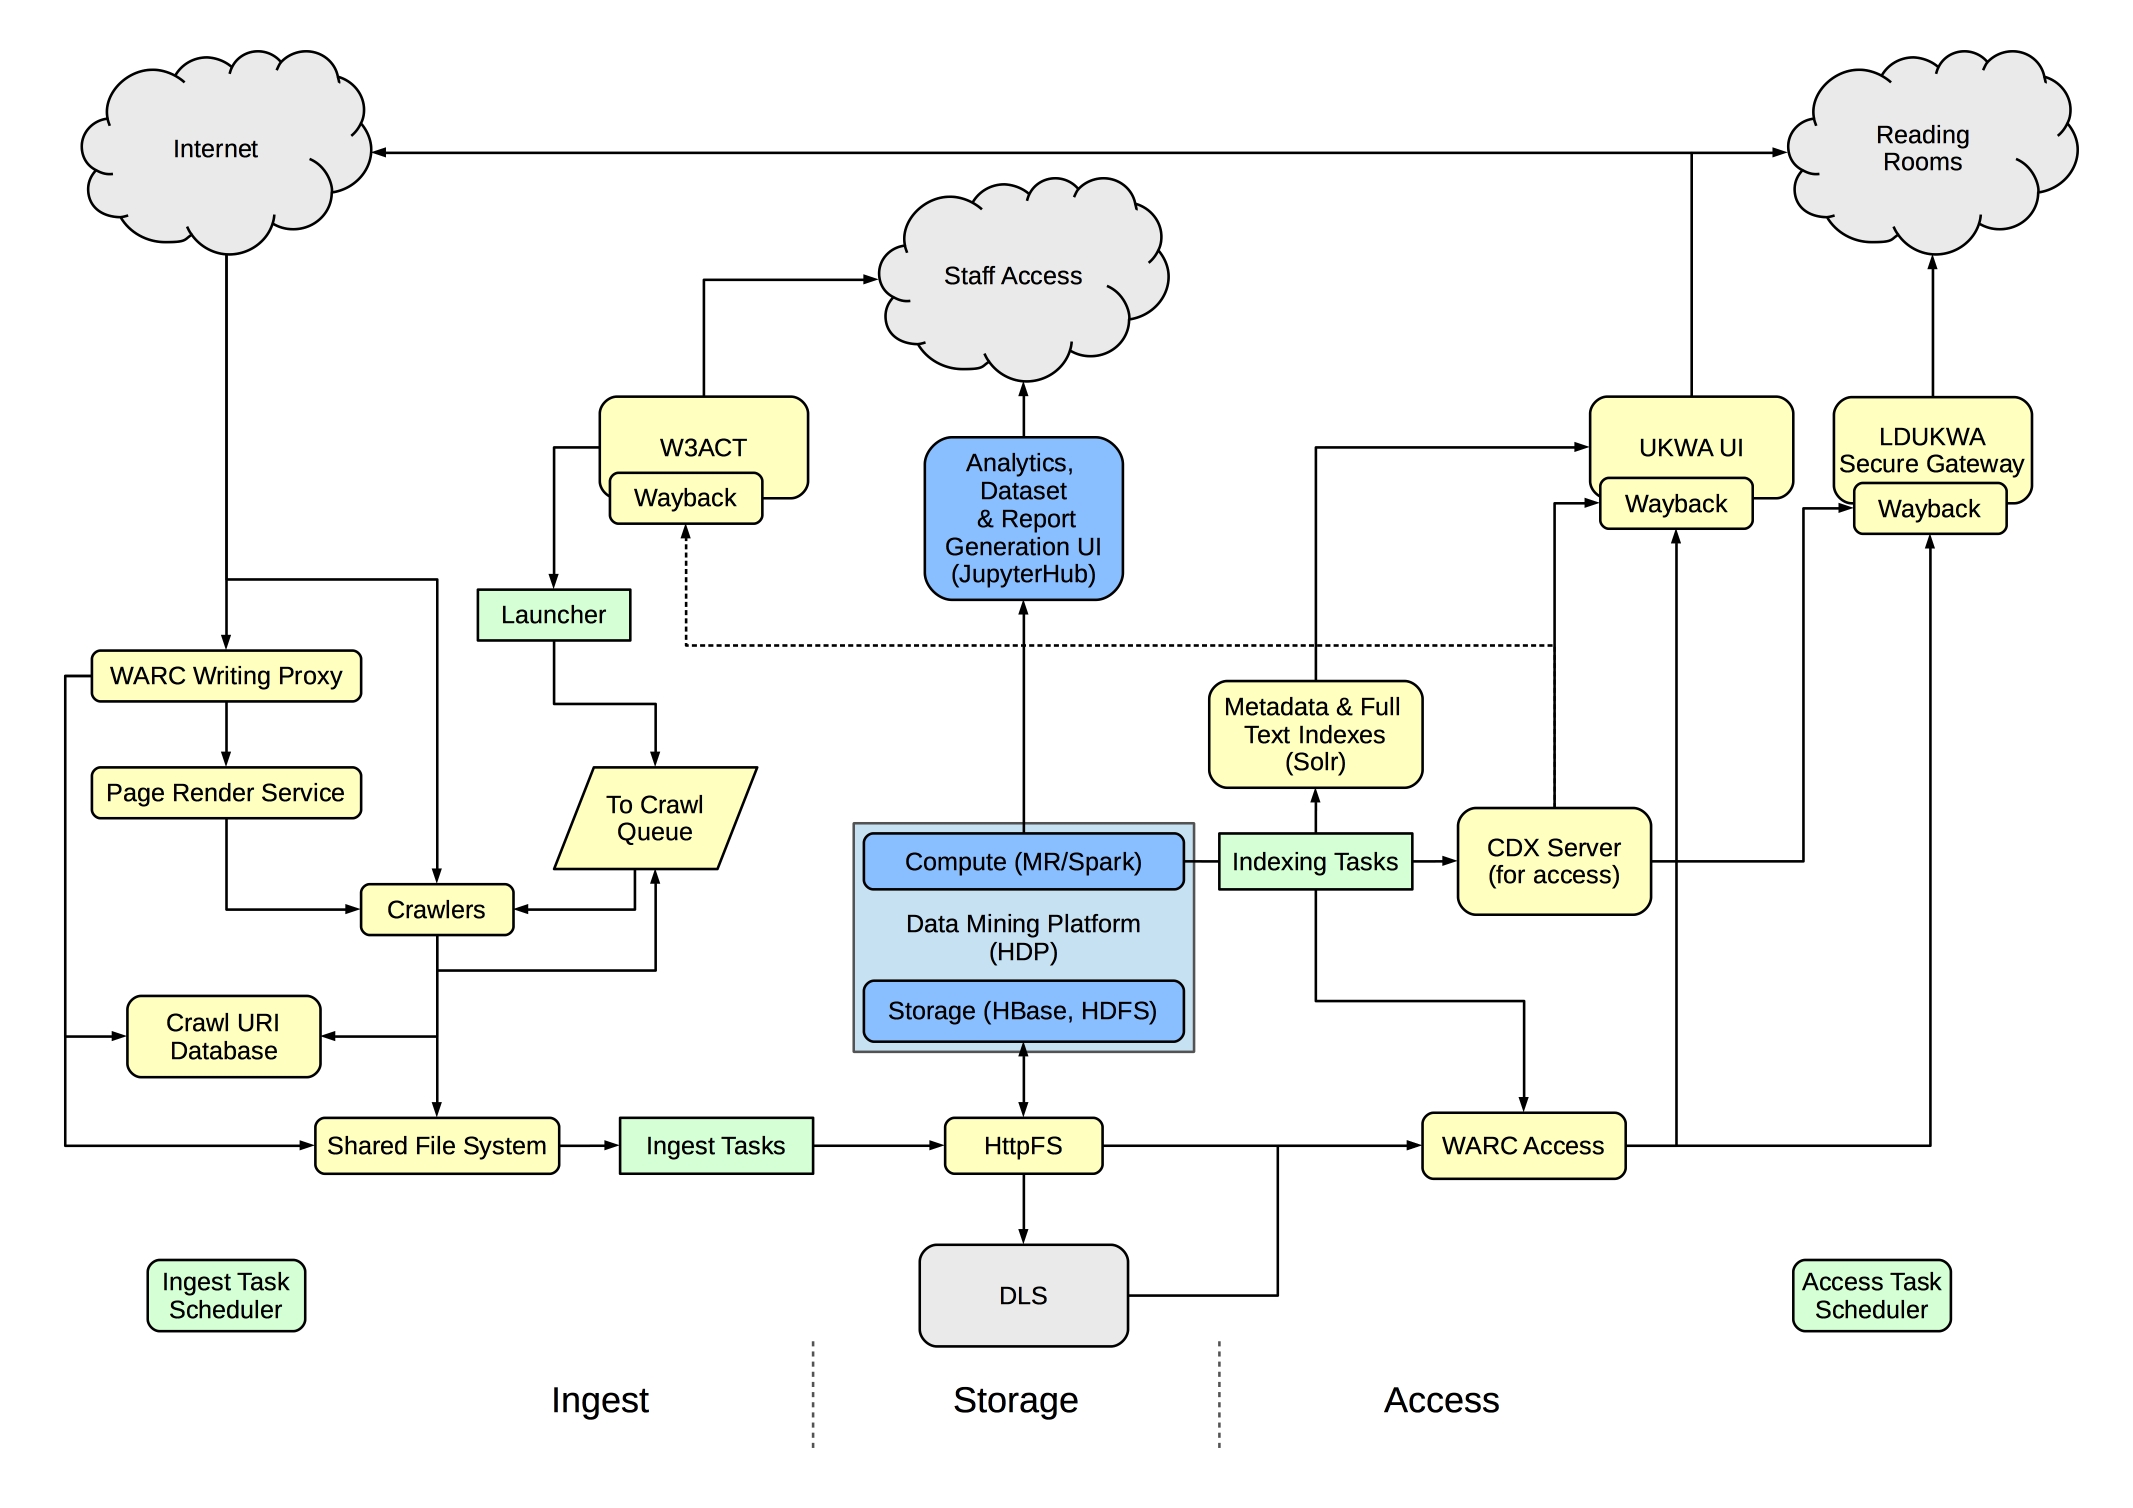 Internet
Reading
Rooms
Staff Access
W3ACT
Wayback
Analytics,
Dataset
& Report
Generation UI
(JupyterHub)
UKWA UI
Wayback
LDUKWA
Secure Gateway
Wayback
Launcher
WARC Writing Proxy
Metadata & Full
Text Indexes
(Solr)
Page Render Service
To Crawl
Queue
Compute (MR/Spark)
Indexing Tasks
CDX Server
(for access)
Crawlers
Data Mining Platform
(HDP)
Storage (HBase, HDFS)
Crawl URI
Database
Shared File System
Ingest Tasks
HttpFS
WARC Access
Ingest Task
Scheduler
DLS
Access Task
Scheduler
Ingest
Storage
Access